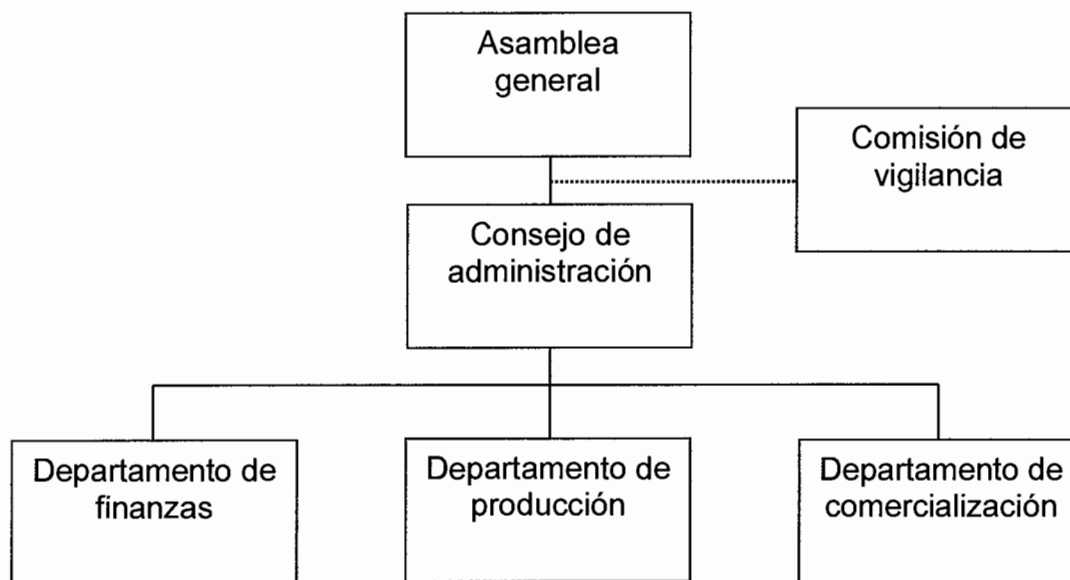 Asamblea
general
Comisión de
vigilancia
Consejo de
administración
Departamento de
finanzas
Departamento de
producción
Departamento de
comercialización